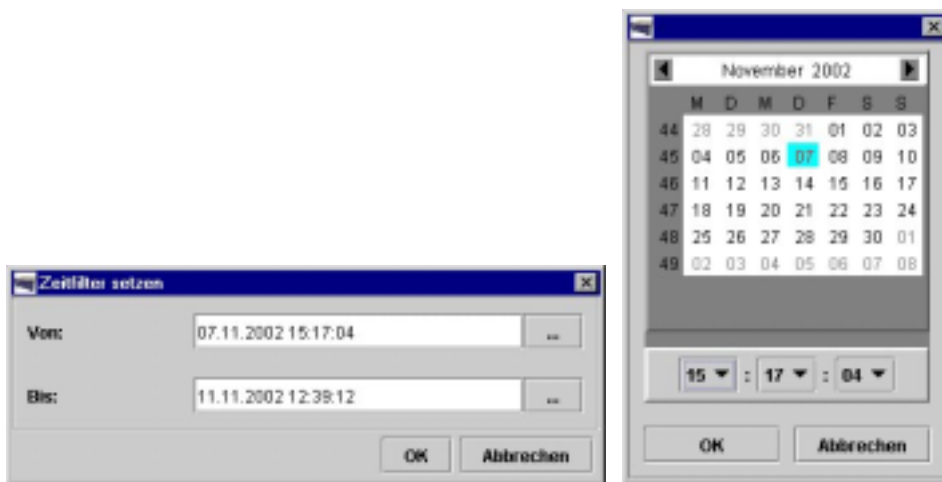 Zeitfilter setzen
Von: 07.11.2002 15:17:04 ...
Bis: 11.11.2002 12:39:12 ...
OK Abbrechen
November 2002
M D M D F S S
44 28 29 30 31 01 02 03
45 04 05 06 07 08 09 10
46 11 12 13 14 15 16 17
47 18 19 20 21 22 23 24
48 25 26 27 28 29 30 01
49 02 03 04 05 06 07 08
15 : 17 : 04
OK Abbrechen